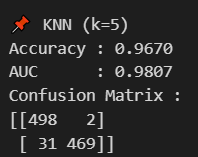 📌 KNN (k=5)
Accuracy : 0.9670
AUC      : 0.9807
Confusion Matrix :
[[498   2]
 [ 31 469]]